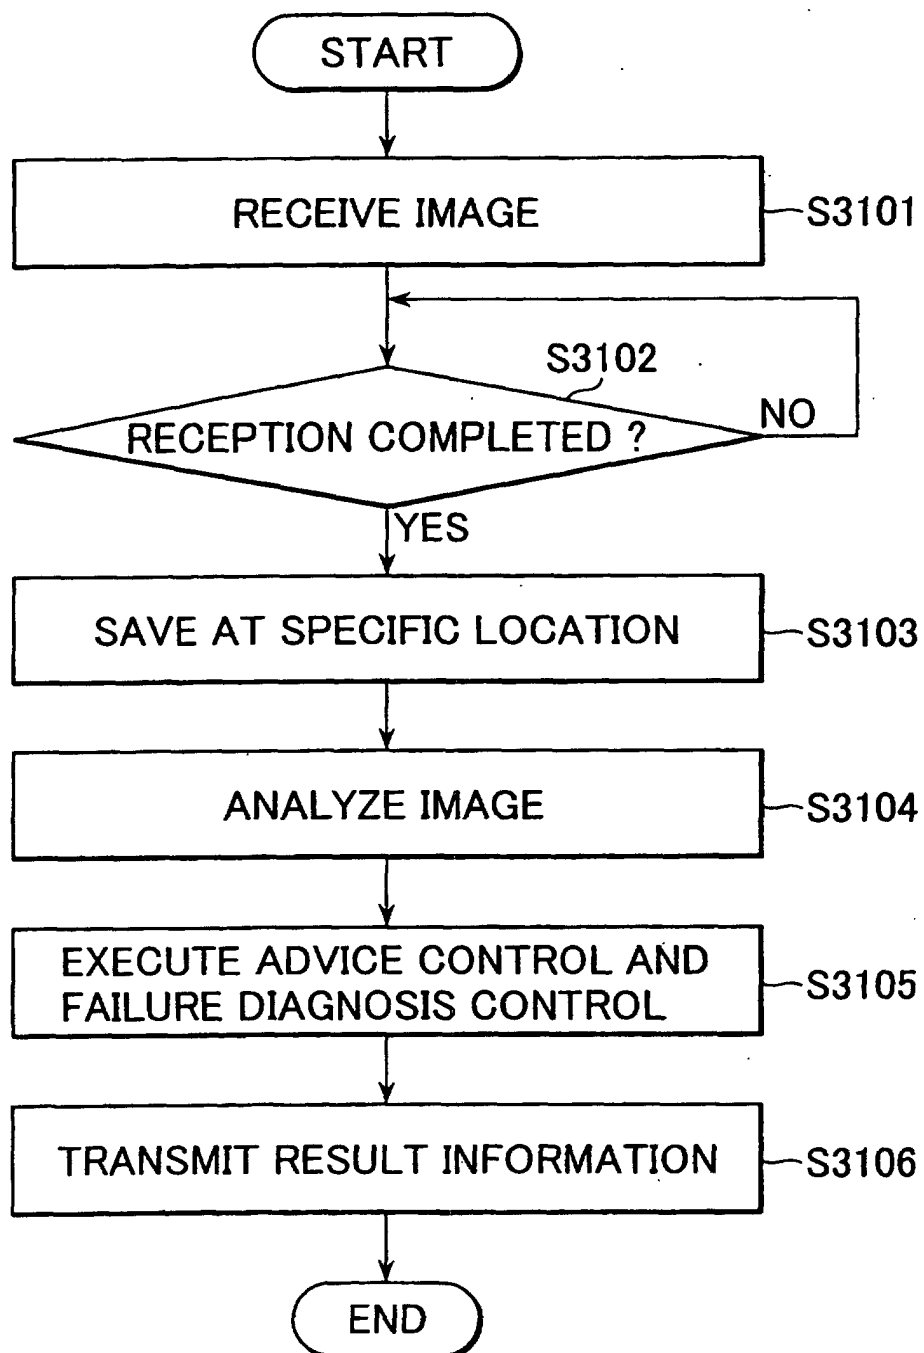 START
RECEIVE IMAGE
S3101
S3102
RECEPTION COMPLETED ?
NO
YES
SAVE AT SPECIFIC LOCATION
S3103
ANALYZE IMAGE
S3104
EXECUTE ADVICE CONTROL AND
FAILURE DIAGNOSIS CONTROL
S3105
TRANSMIT RESULT INFORMATION
S3106
END